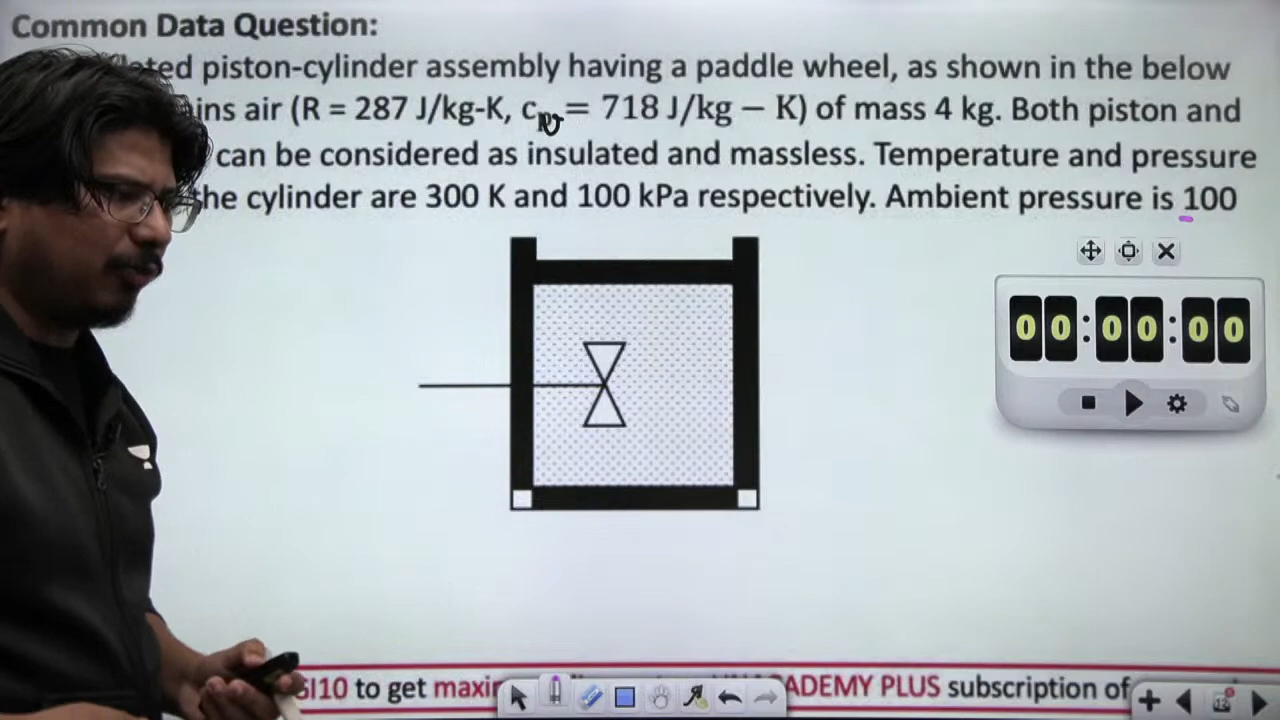 Common Data Question:
piston-cylinder assembly having a paddle wheel, as shown in the below
air (R = 287 J/kg-K, cᵥ = 718 J/kg − K) of mass 4 kg. Both piston and
can be considered as insulated and massless. Temperature and pressure
the cylinder are 300 K and 100 kPa respectively. Ambient pressure is 100
00:00:00
to get PLUS subscription of